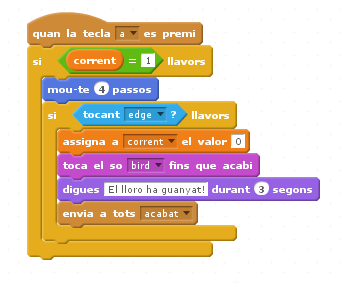 quan la tecla a es premi
si corrent = 1 llavors
mou-te 4 passos
si tocant edge ? llavors
assigna a corrent el valor 0
toca el so bird fins que acabi
digues El lloro ha guanyat! durant 3 segons
envia a tots acabat